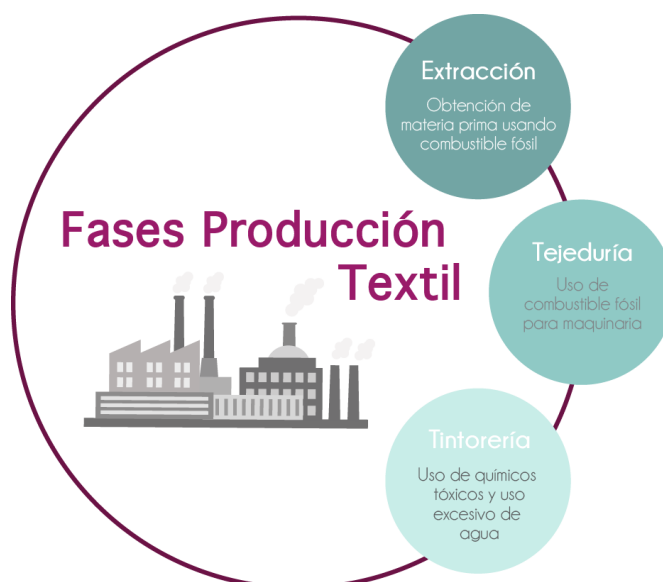 Fases Producción
Textil
Extracción
Obtención de
materia prima usando
combustible fósil
Tejeduría
Uso de
combustible fósil
para maquinaria
Tintorería
Uso de químicos
tóxicos y uso
excesivo de
agua